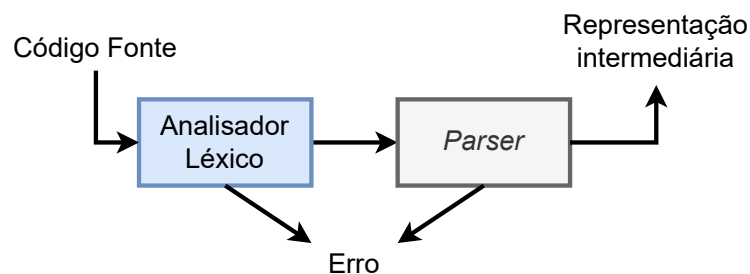 Código Fonte
Representação
intermediária
Analisador
Léxico
Parser
Erro